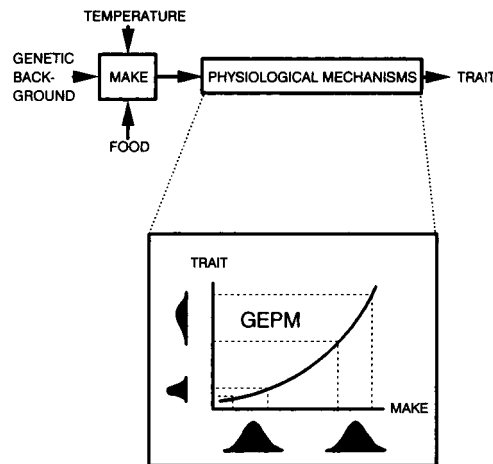 TEMPERATURE
GENETIC
BACK-
GROUND
MAKE
PHYSIOLOGICAL MECHANISMS
TRAIT
FOOD
TRAIT
GEPM
MAKE